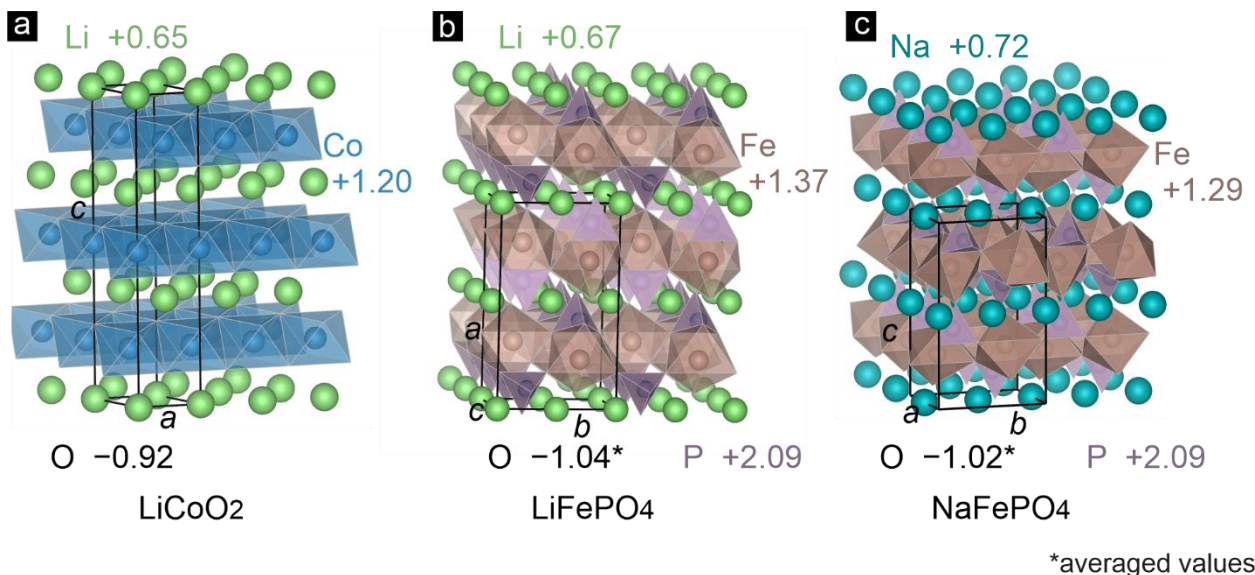 a
Li +0.65
Co
+1.20
c
a
O −0.92
LiCoO2
b
Li +0.67
Fe
+1.37
a
c
b
O −1.04*
P +2.09
LiFePO4
c
Na +0.72
Fe
+1.29
c
a
b
O −1.02*
P +2.09
NaFePO4
*averaged values